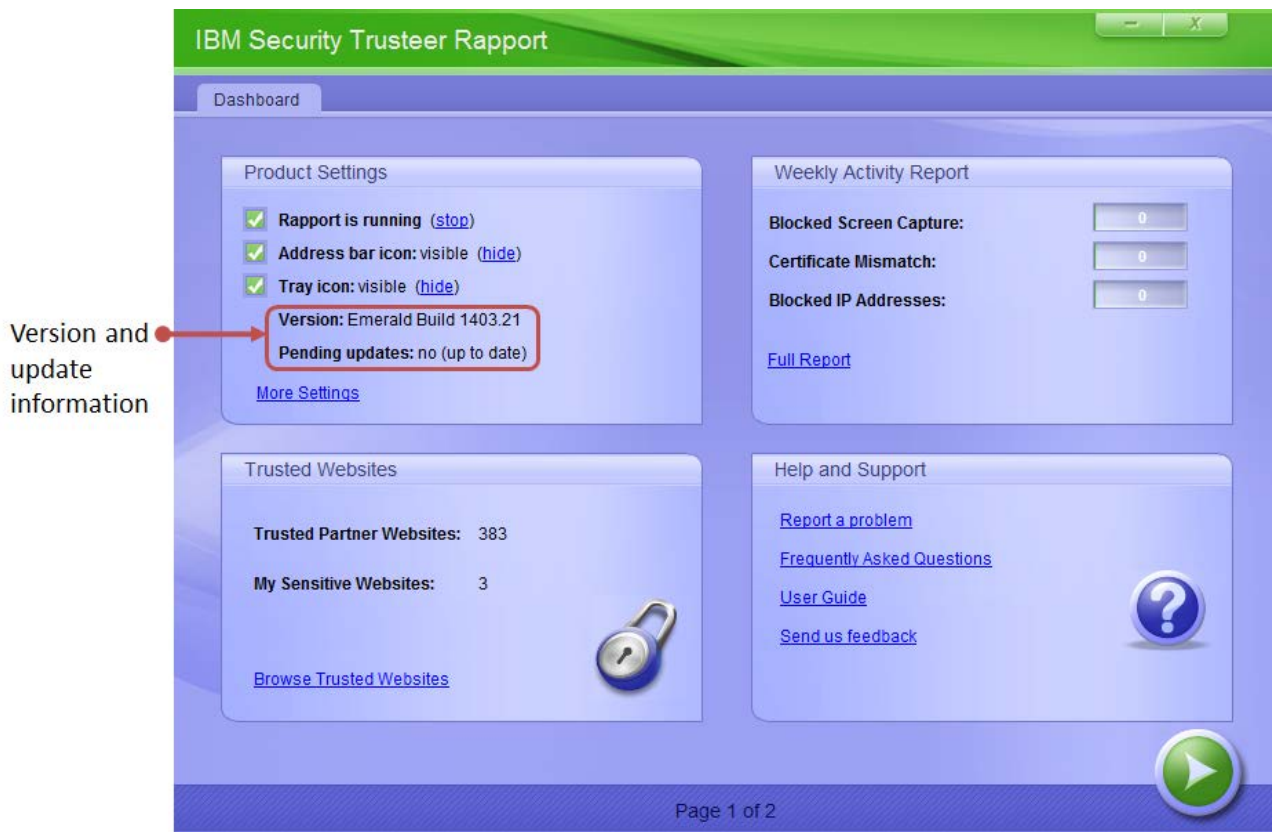 IBM Security Trusteer Rapport
X
Dashboard
Product Settings
Rapport is running (stop)
Address bar icon: visible (hide)
Tray icon: visible (hide)
Version: Emerald Build 1403.21
Pending updates: no (up to date)
More Settings
Version and
update
information
Weekly Activity Report
Blocked Screen Capture: 0
Certificate Mismatch: 0
Blocked IP Addresses: 0
Full Report
Trusted Websites
Trusted Partner Websites: 383
My Sensitive Websites: 3
Browse Trusted Websites
Help and Support
Report a problem
Frequently Asked Questions
User Guide
Send us feedback
?
Page 1 of 2